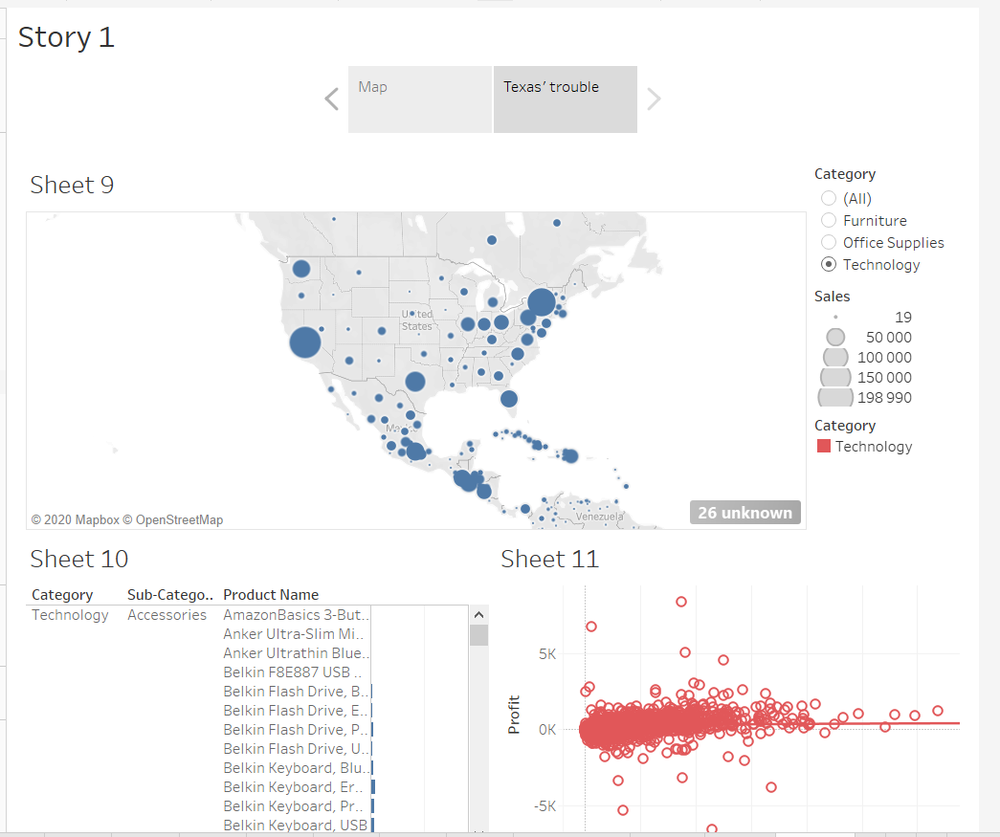 Story 1
Map
Texas’ trouble
Sheet 9
Category
(All)
Furniture
Office Supplies
Technology
Sales
19
50 000
100 000
150 000
198 990
Category
Technology
United
States
Mexico
Venezuela
© 2020 Mapbox © OpenStreetMap
26 unknown
Sheet 10
Category Sub-Catego.. Product Name
Technology Accessories AmazonBasics 3-But..
Anker Ultra-Slim Mi..
Anker Ultrathin Blue..
Belkin F8E887 USB ..
Belkin Flash Drive, B..
Belkin Flash Drive, E..
Belkin Flash Drive, P..
Belkin Flash Drive, U..
Belkin Keyboard, Blu..
Belkin Keyboard, Er..
Belkin Keyboard, Pr..
Belkin Keyboard, USB
Sheet 11
Profit
5K
0K
-5K